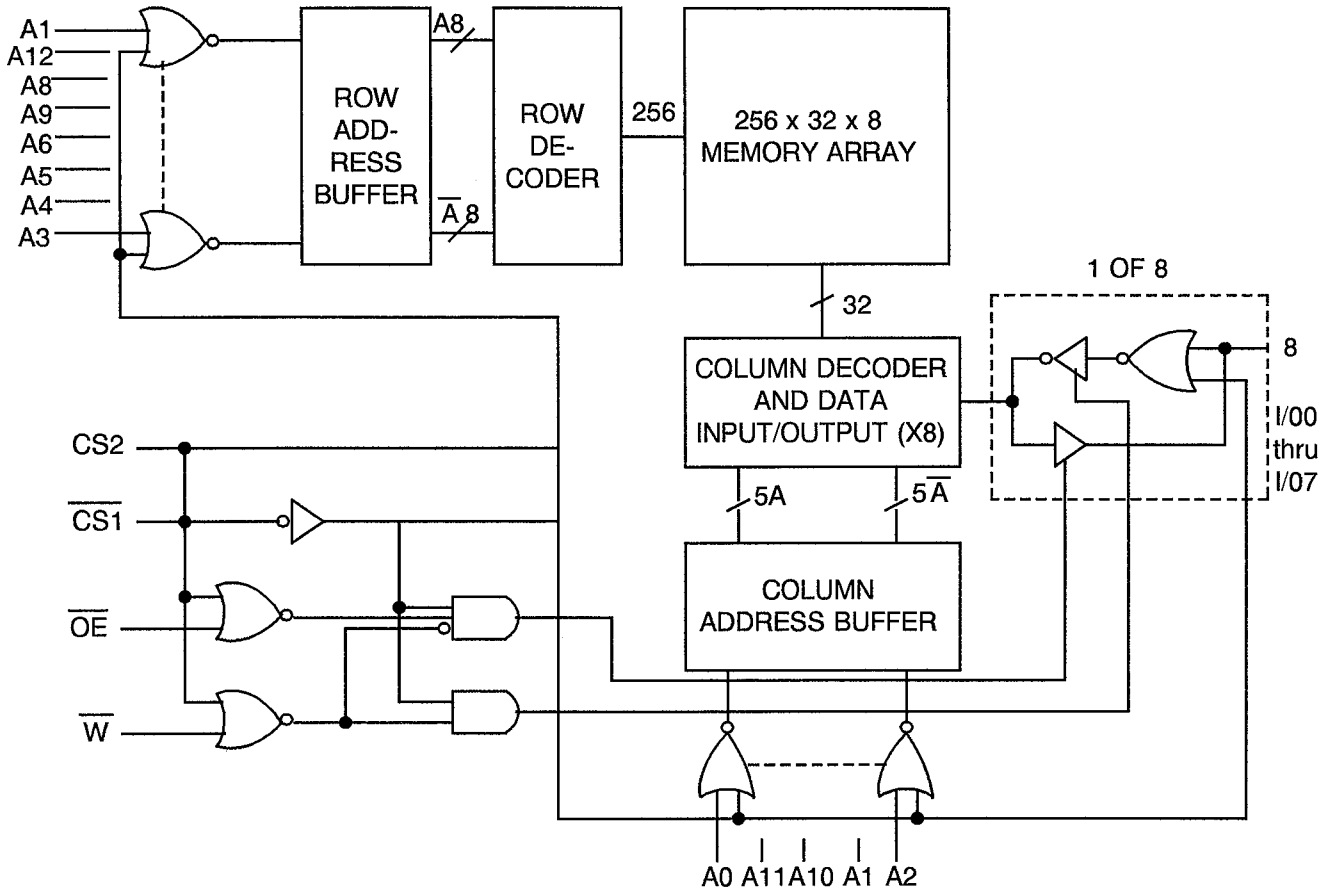 A1
A12
A8
A9
A6
A5
A4
A3
ROW
ADD-
RESS
BUFFER
A8
A̅ 8
ROW
DE-
CODER
256
256 x 32 x 8
MEMORY ARRAY
32
1 OF 8
8
I/00
thru
I/07
COLUMN DECODER
AND DATA
INPUT/OUTPUT (X8)
5A
5A̅
COLUMN
ADDRESS BUFFER
CS2
C̅S̅1̅
O̅E̅
W̅
A0 A11 A10 A1 A2